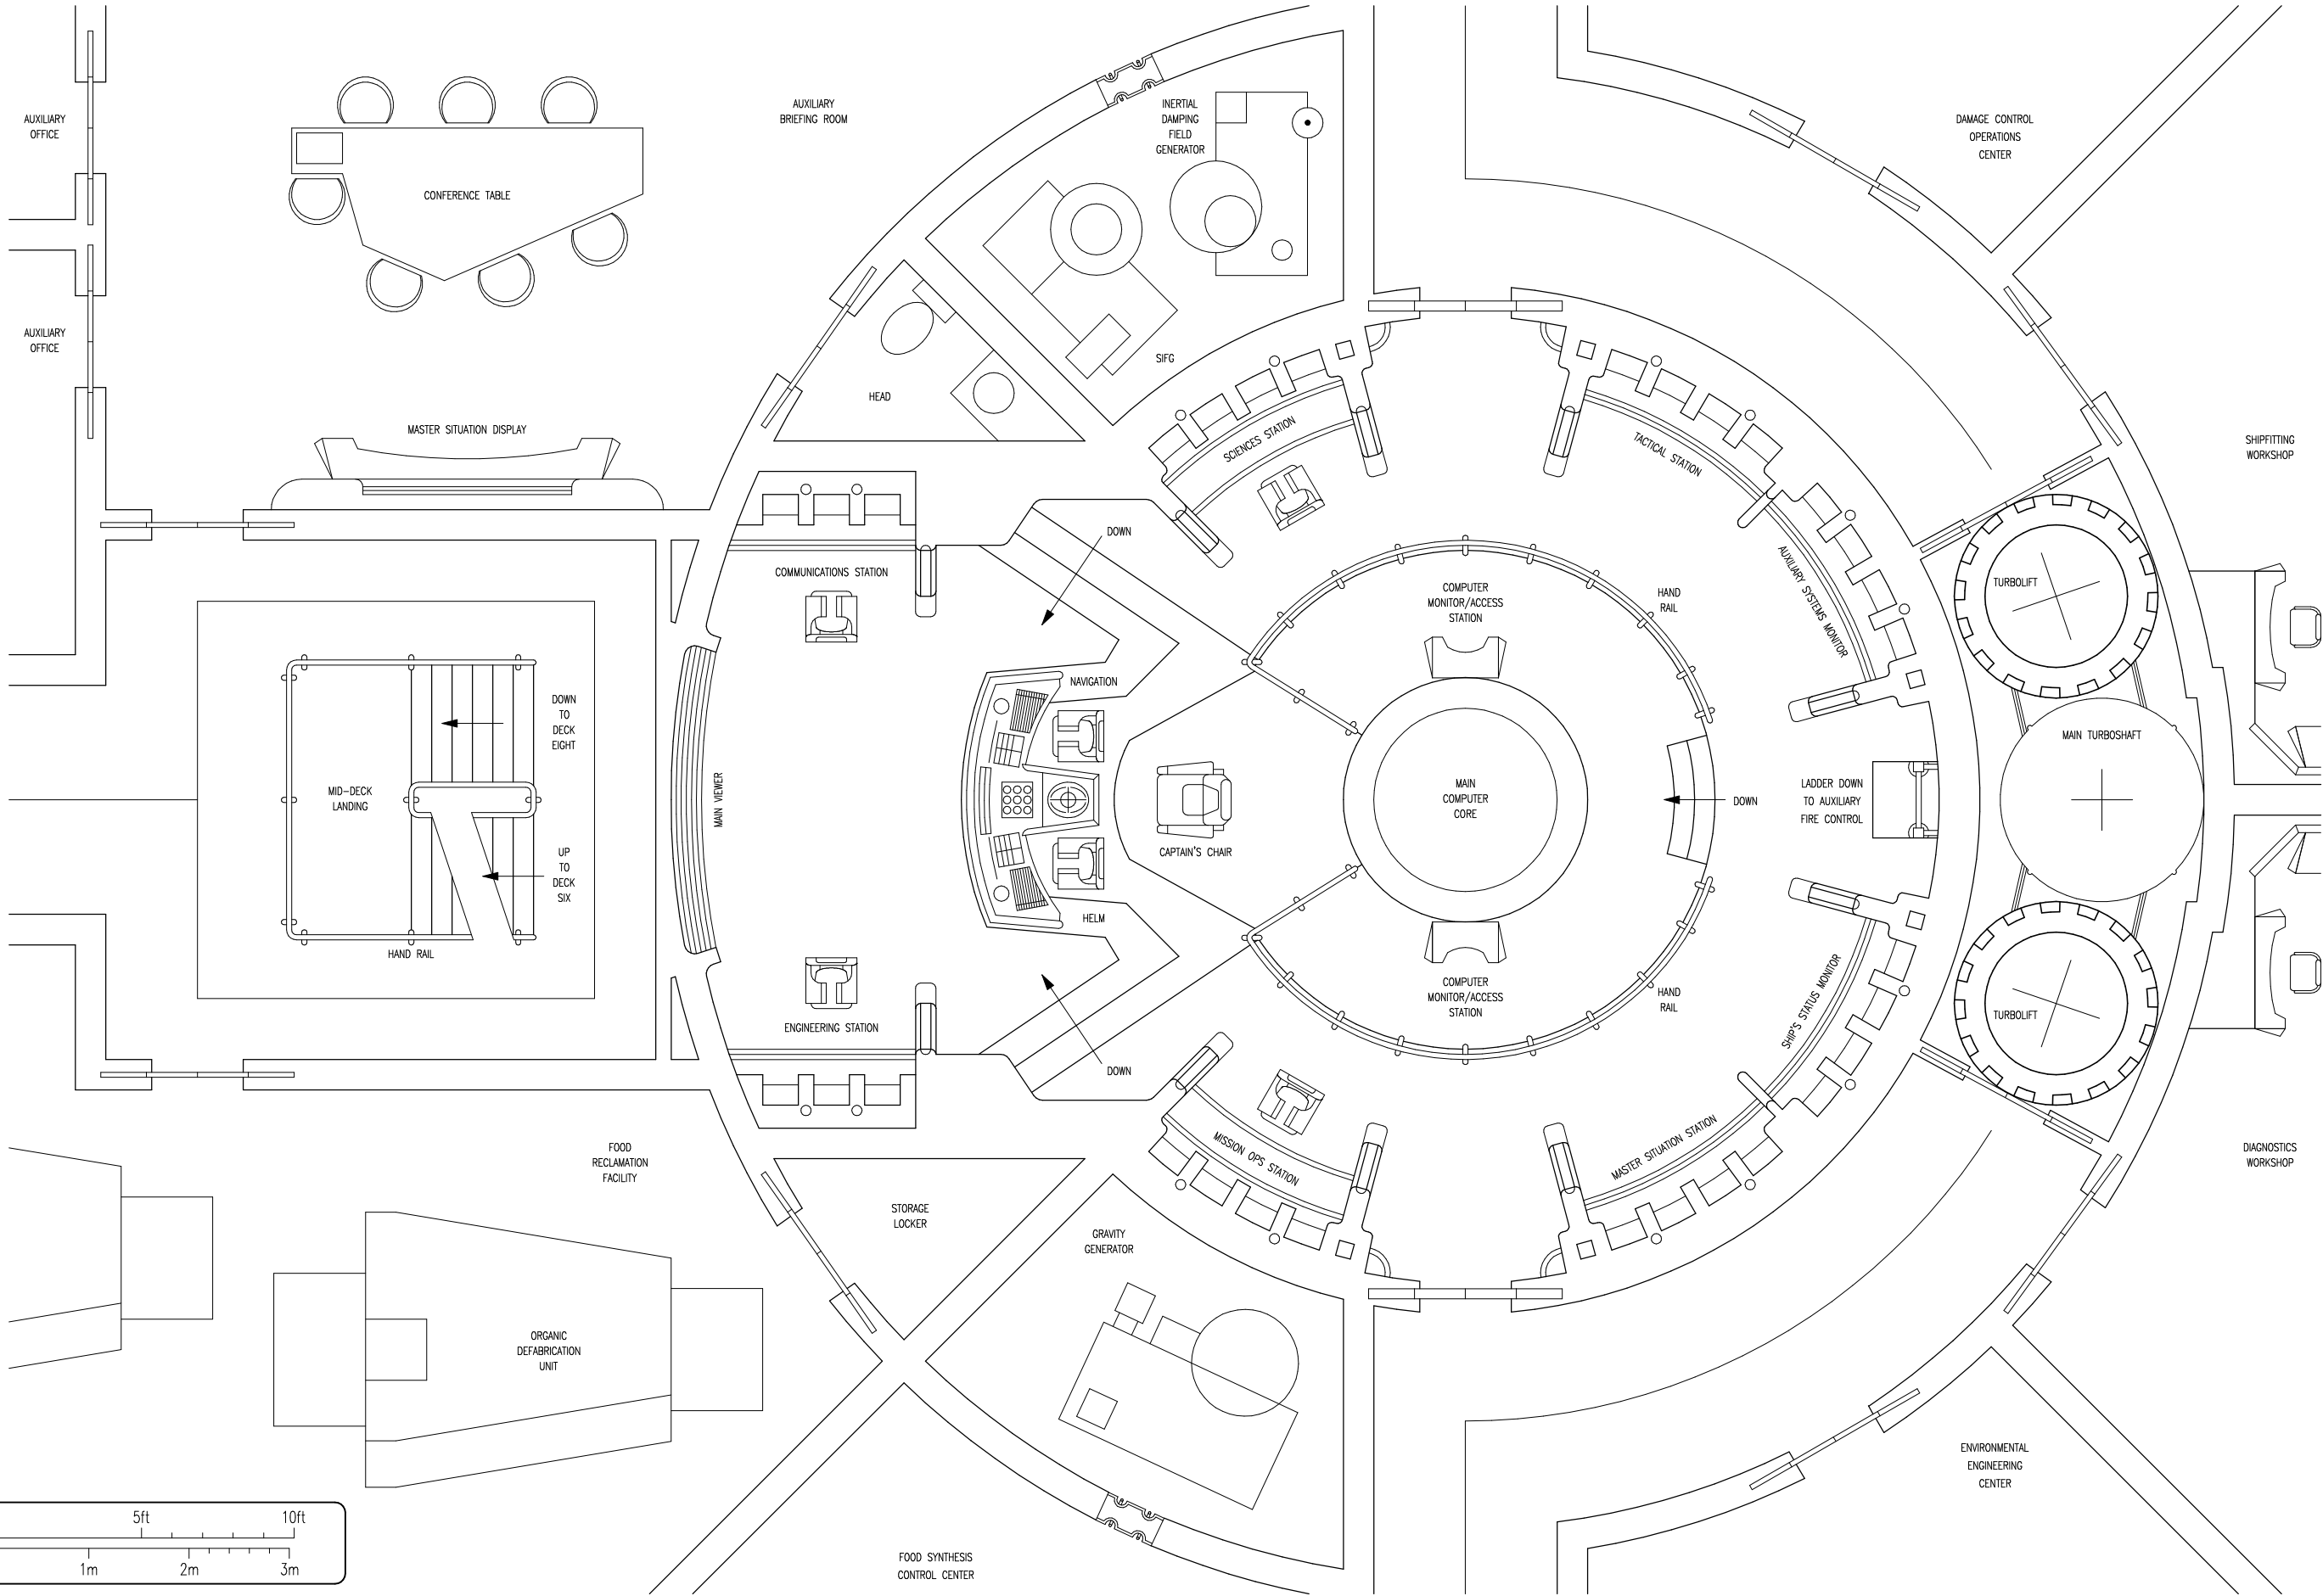 AUXILIARY
OFFICE
AUXILIARY
BRIEFING ROOM
INERTIAL
DAMPING
FIELD
GENERATOR
DAMAGE CONTROL
OPERATIONS
CENTER
CONFERENCE TABLE
AUXILIARY
OFFICE
SIFG
HEAD
MASTER SITUATION DISPLAY
SCIENCES STATION
TACTICAL STATION
SHIPFITTING
WORKSHOP
DOWN
COMMUNICATIONS STATION
COMPUTER
MONITOR/ACCESS
STATION
HAND
RAIL
AUXILIARY SYSTEMS MONITOR
TURBOLIFT
NAVIGATION
DOWN
TO
DECK
EIGHT
MAIN TURBOSHAFT
MID-DECK
LANDING
MAIN VIEWER
MAIN
COMPUTER
CORE
DOWN
LADDER DOWN
TO AUXILIARY
FIRE CONTROL
CAPTAIN'S CHAIR
UP
TO
DECK
SIX
HELM
HAND RAIL
COMPUTER
MONITOR/ACCESS
STATION
HAND
RAIL
SHIP'S STATUS MONITOR
TURBOLIFT
ENGINEERING STATION
DOWN
MISSION OPS STATION
MASTER SITUATION STATION
FOOD
RECLAMATION
FACILITY
DIAGNOSTICS
WORKSHOP
STORAGE
LOCKER
GRAVITY
GENERATOR
ORGANIC
DEFABRICATION
UNIT
ENVIRONMENTAL
ENGINEERING
CENTER
5ft 10ft
1m 2m 3m
FOOD SYNTHESIS
CONTROL CENTER